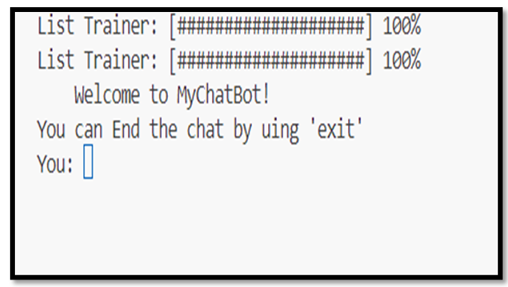 List Trainer: [####################] 100%
List Trainer: [####################] 100%
Welcome to MyChatBot!
You can End the chat by uing 'exit'
You: